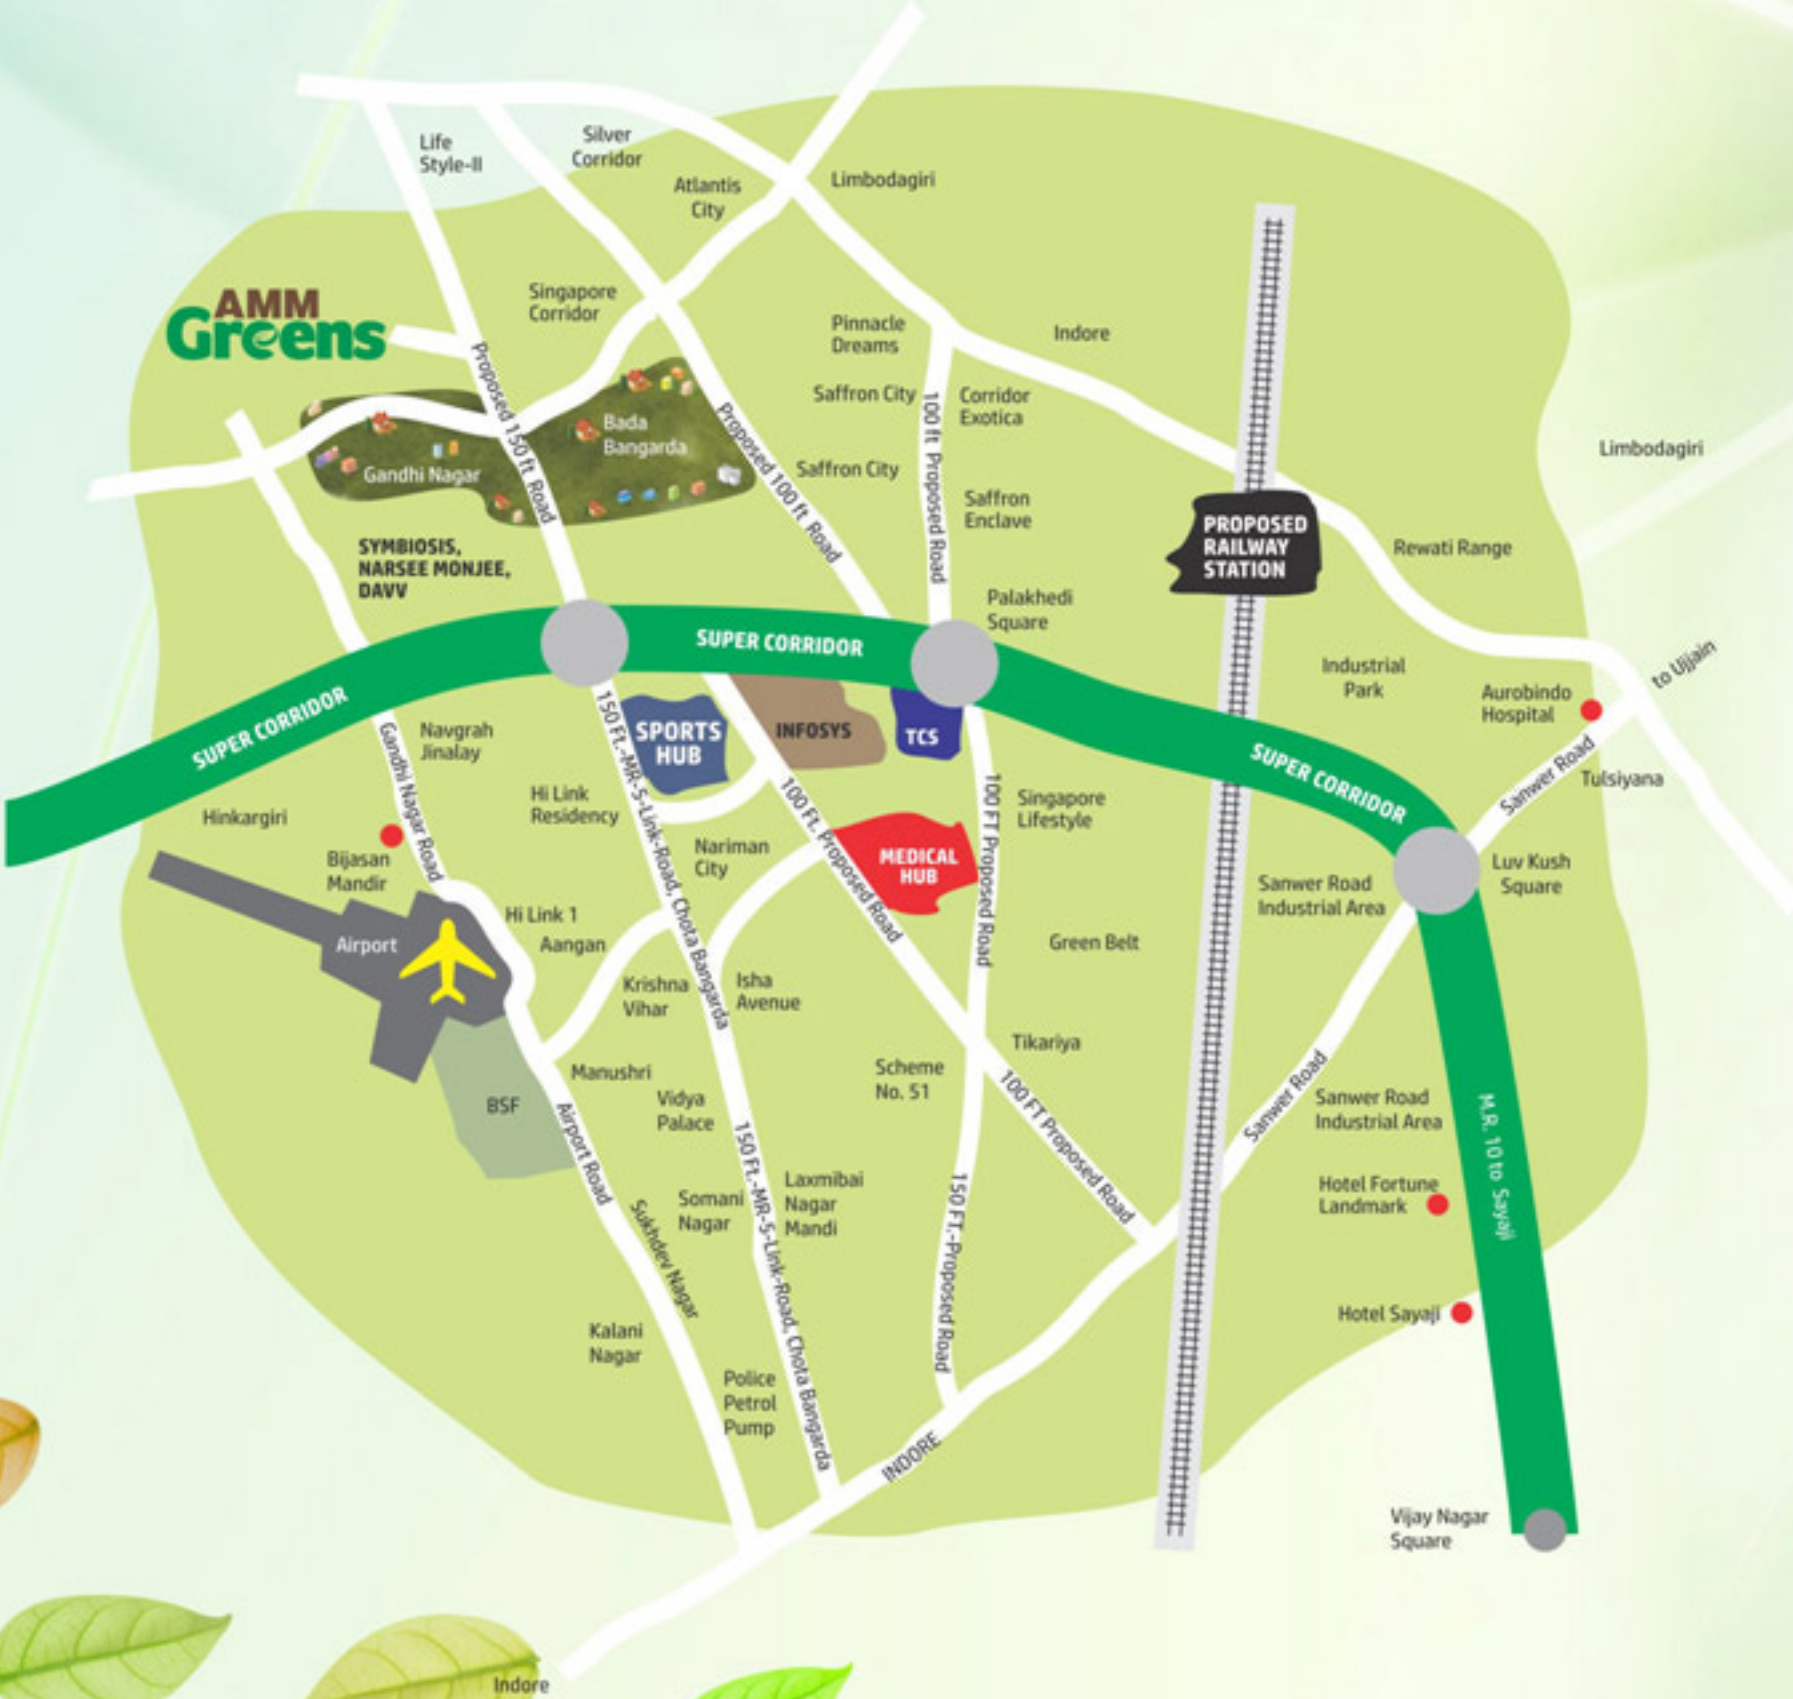 Life
Style-II
Silver
Corridor
Atlantis
City
Limbodagiri
AMM
Greens
Singapore
Corridor
Pinnacle
Dreams
Indore
Proposed 150 ft. Road
Proposed 100 ft Road
100 ft Proposed Road
Saffron City
Corridor
Exotica
Bada
Bangarda
Gandhi Nagar
Saffron City
Saffron
Enclave
Limbodagiri
PROPOSED
RAILWAY
STATION
Rewati Range
SYMBIOSIS,
NARSEE MONJEE,
DAVV
Palakhedi
Square
SUPER CORRIDOR
SUPER CORRIDOR
SUPER CORRIDOR
Industrial
Park
Aurobindo
Hospital
to Ujjain
Sanwer Road
Tulsiyana
Navgrah
Jinalay
Gandhi Nagar Road
SPORTS
HUB
INFOSYS
TCS
Hinkargiri
Hi Link
Residency
150 Ft.-MR-5-Link-Road, Chota Bangarda
100 Ft. Proposed Road
100 FT Proposed Road
Singapore
Lifestyle
Bijasan
Mandir
Nariman
City
MEDICAL
HUB
Luv Kush
Square
Sanwer Road
Industrial Area
Airport
Hi Link 1
Aangan
Green Belt
Krishna
Vihar
Isha
Avenue
Tikariya
Manushri
Scheme
No. 51
BSF
Vidya
Palace
100 FT Proposed Road
Sanwer Road
Sanwer Road
Industrial Area
M.R. 10 to Sayaji
Airport Road
150 Ft.-MR-5-Link-Road, Chota Bangarda
Laxmibai
Nagar
Mandi
Somani
Nagar
150 FT.-Proposed Road
Hotel Fortune
Landmark
Sukhdev Nagar
Hotel Sayaji
Kalani
Nagar
Police
Petrol
Pump
INDORE
Vijay Nagar
Square
Indore